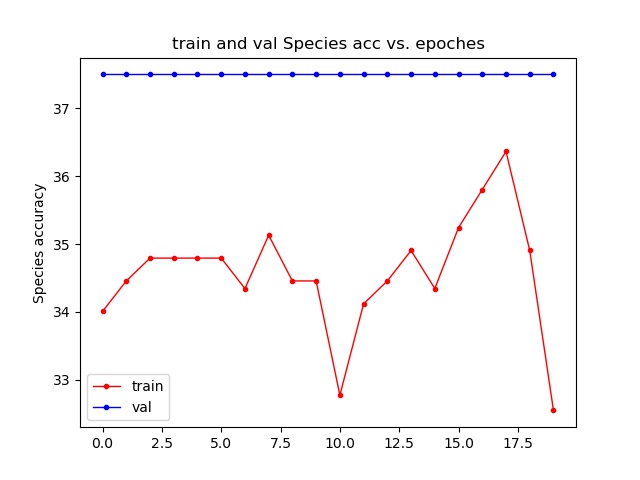 train and val Species acc vs. epoches
Species accuracy
37
36
35
34
33
train
val
0.0 2.5 5.0 7.5 10.0 12.5 15.0 17.5